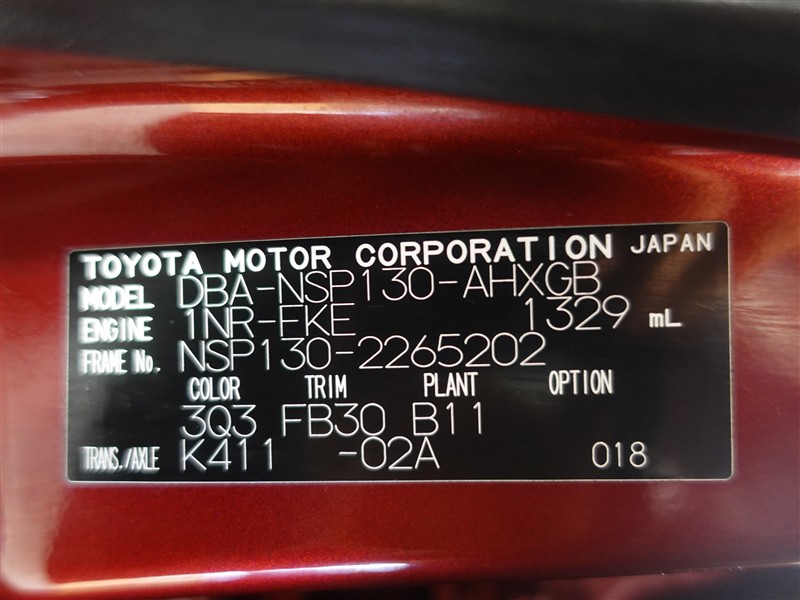 TOYOTA MOTOR CORPORATION JAPAN
MODEL DBA-NSP130-AHXGB
ENGINE 1NR-FKE 1329 mL
FRAME No. NSP130-2265202
COLOR TRIM PLANT OPTION
3Q3 FB30 B11
TRANS./AXLE K411 -02A 018